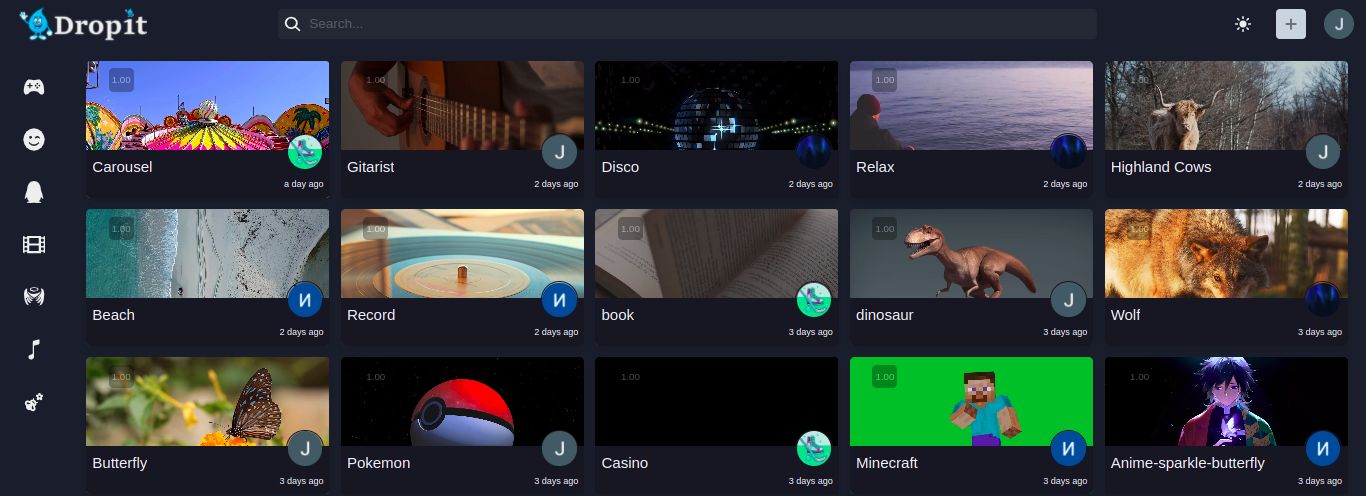 Dropit
Search...
J
1.00
1.00
1.00
1.00
1.00
J
J
Carousel
Gitarist
Disco
Relax
Highland Cows
a day ago
2 days ago
2 days ago
2 days ago
2 days ago
1.00
1.00
1.00
1.00
1.00
И
И
J
Beach
Record
book
dinosaur
Wolf
2 days ago
2 days ago
3 days ago
3 days ago
3 days ago
1.00
1.00
1.00
1.00
1.00
J
J
И
И
Butterfly
Pokemon
Casino
Minecraft
Anime-sparkle-butterfly
3 days ago
3 days ago
3 days ago
3 days ago
3 days ago